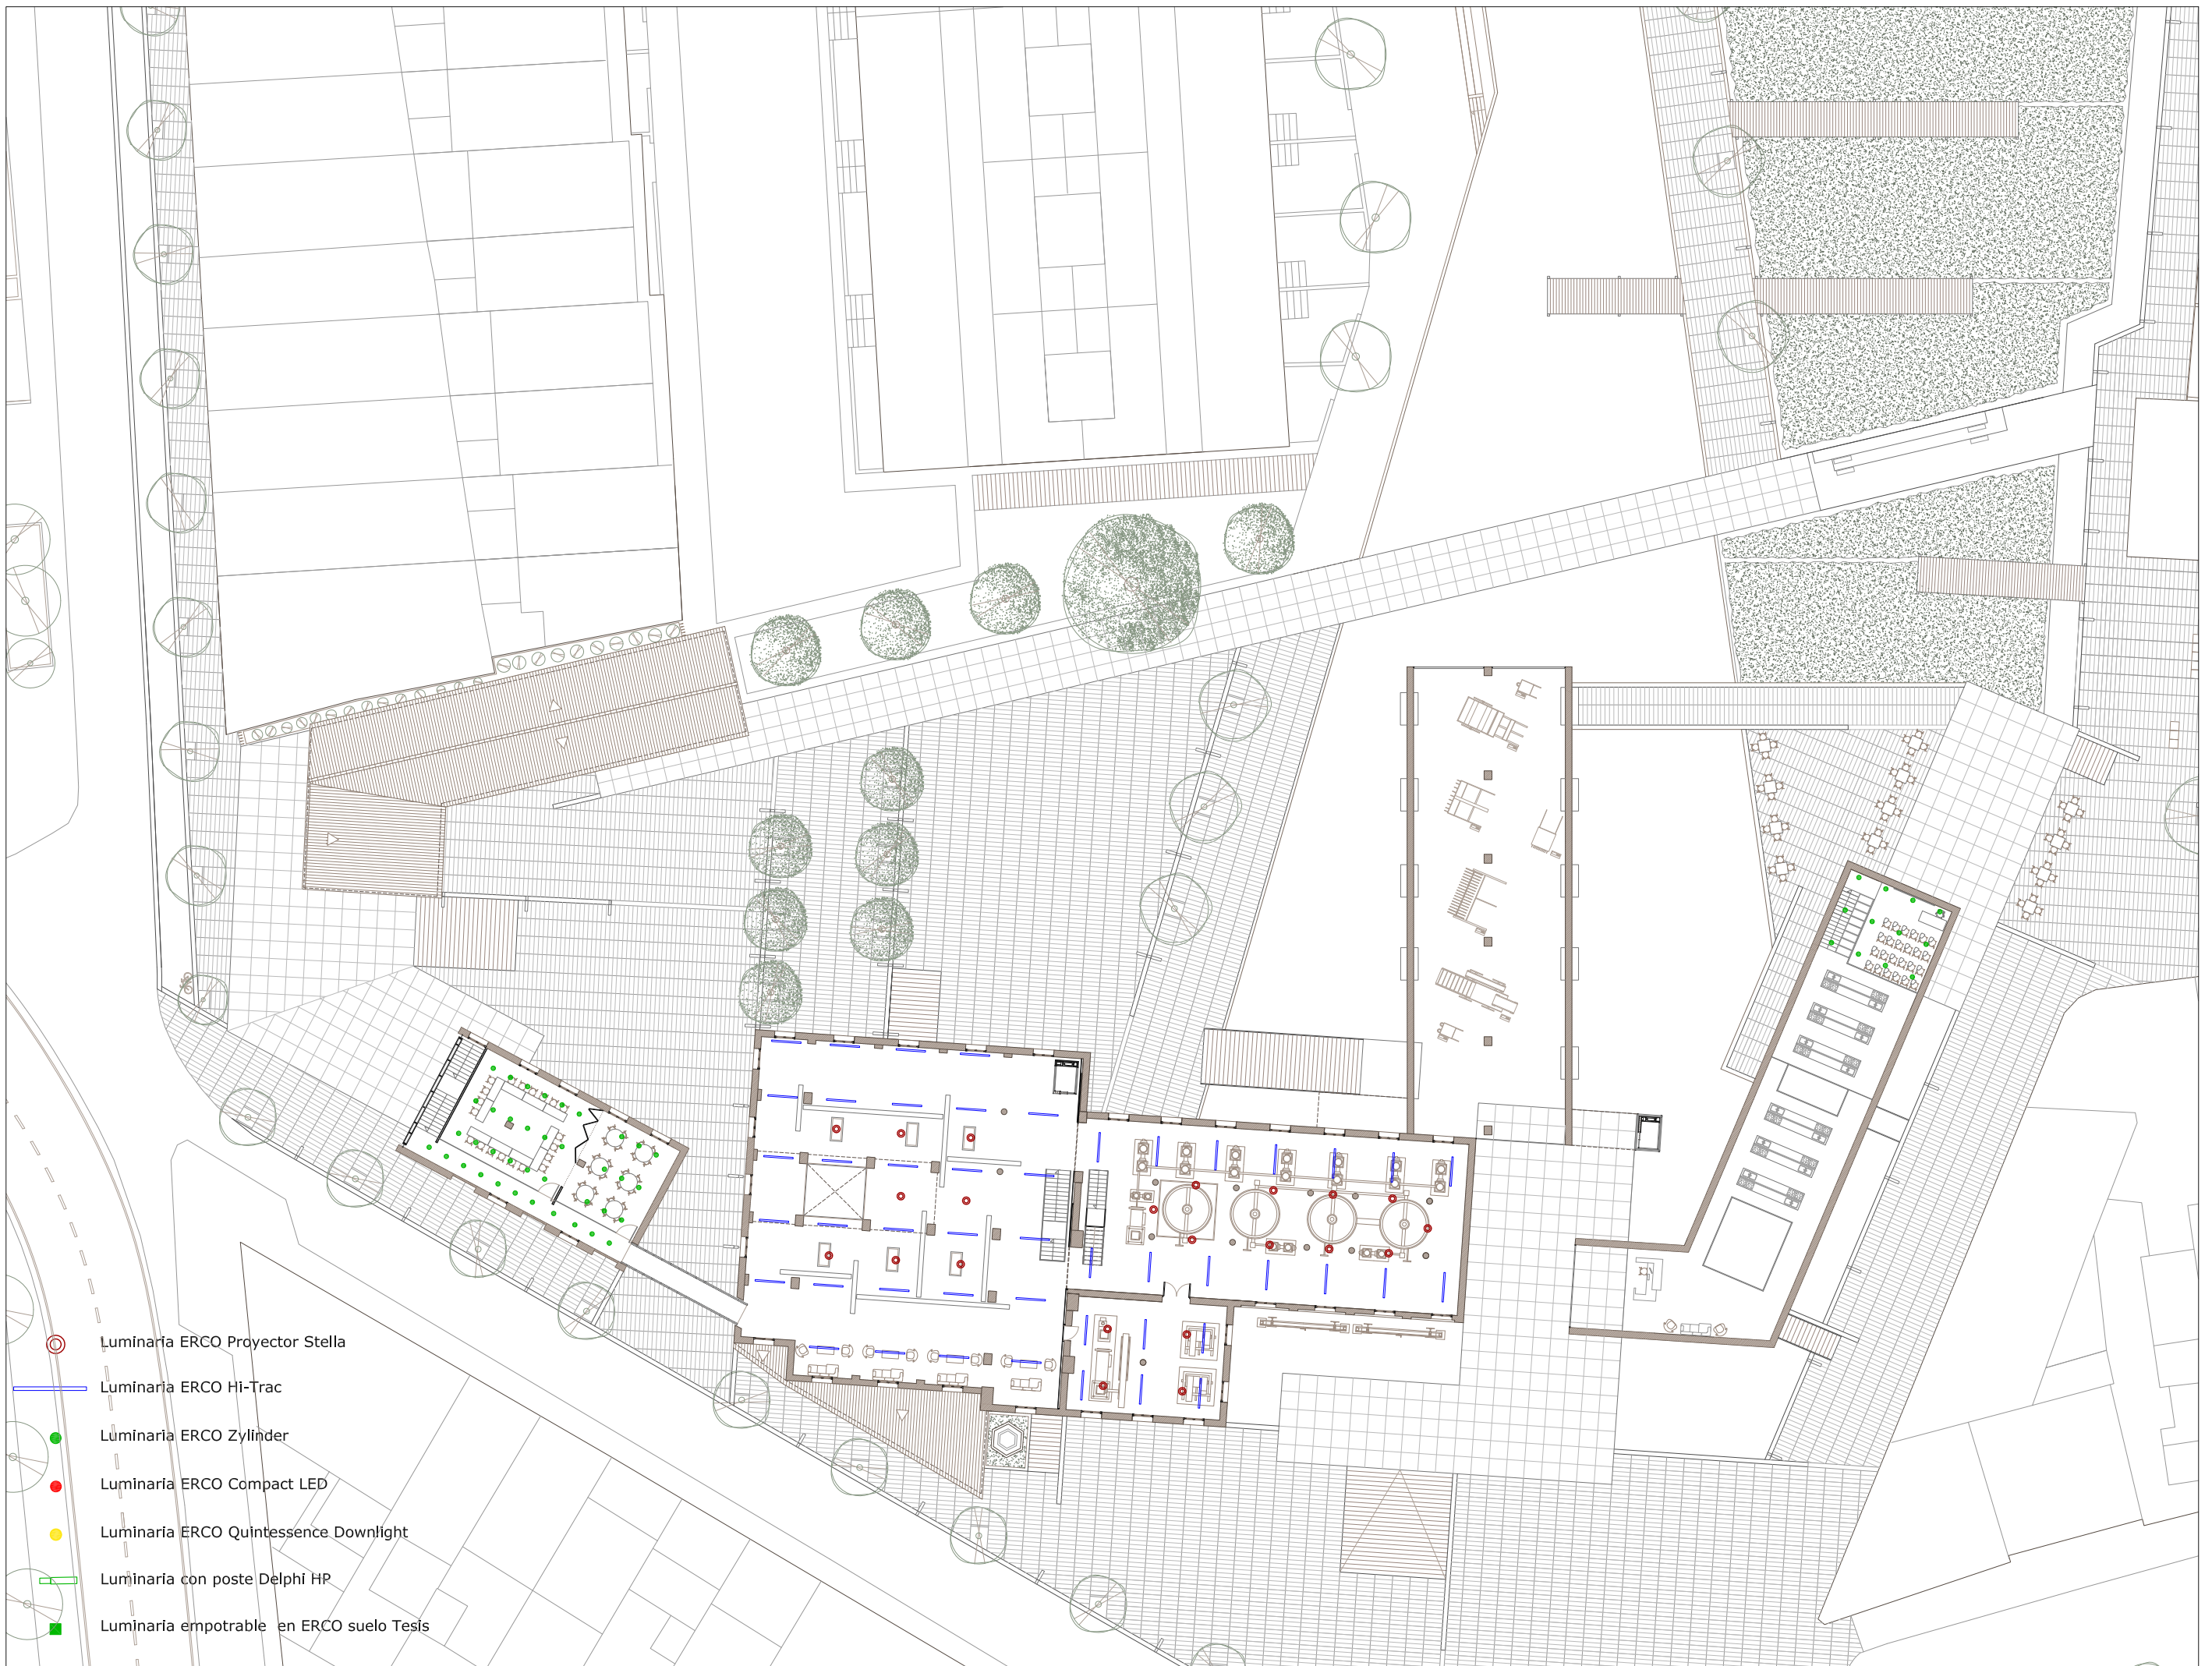 Luminaria ERCO Proyector Stella
Luminaria ERCO Hi-Trac
Luminaria ERCO Zylinder
Luminaria ERCO Compact LED
Luminaria ERCO Quintessence Downlight
Luminaria con poste Delphi HP
Luminaria empotrable en ERCO suelo Tesis